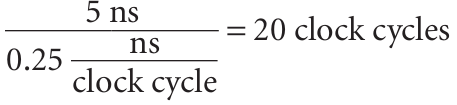 5 ns
0.25 ns
clock cycle
= 20 clock cycles